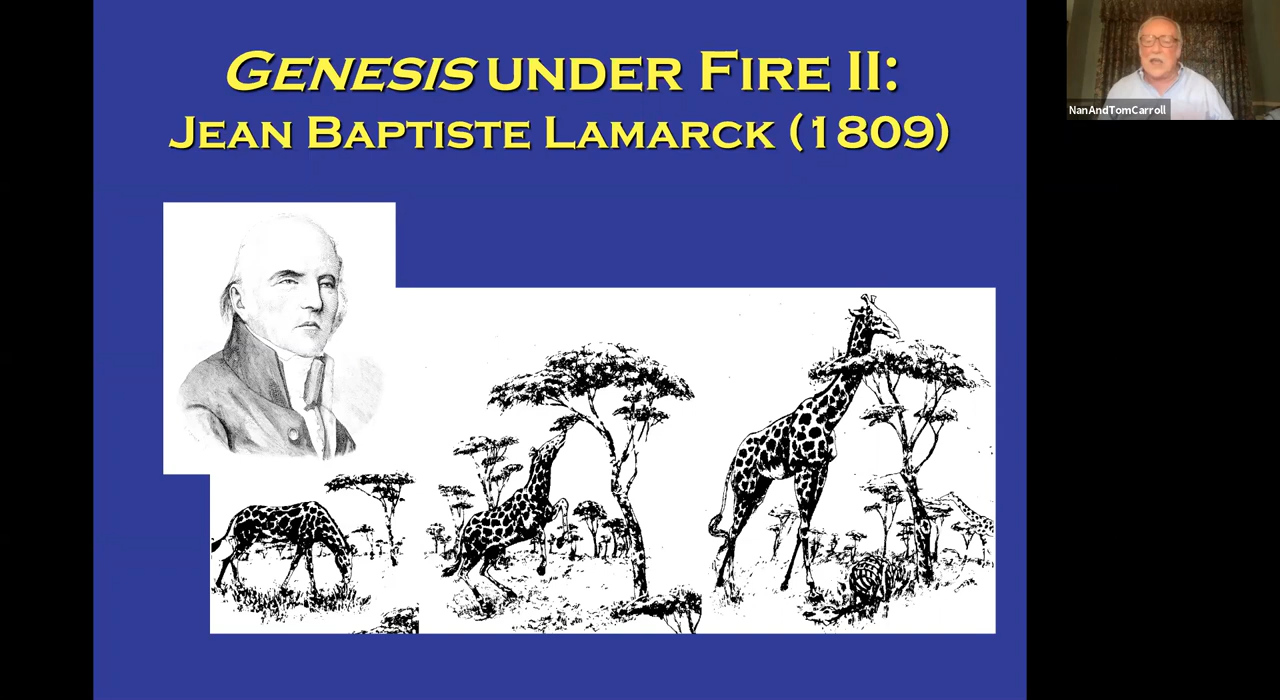 GENESIS UNDER FIRE II:
JEAN BAPTISTE LAMARCK (1809)
NanAndTomCarroll